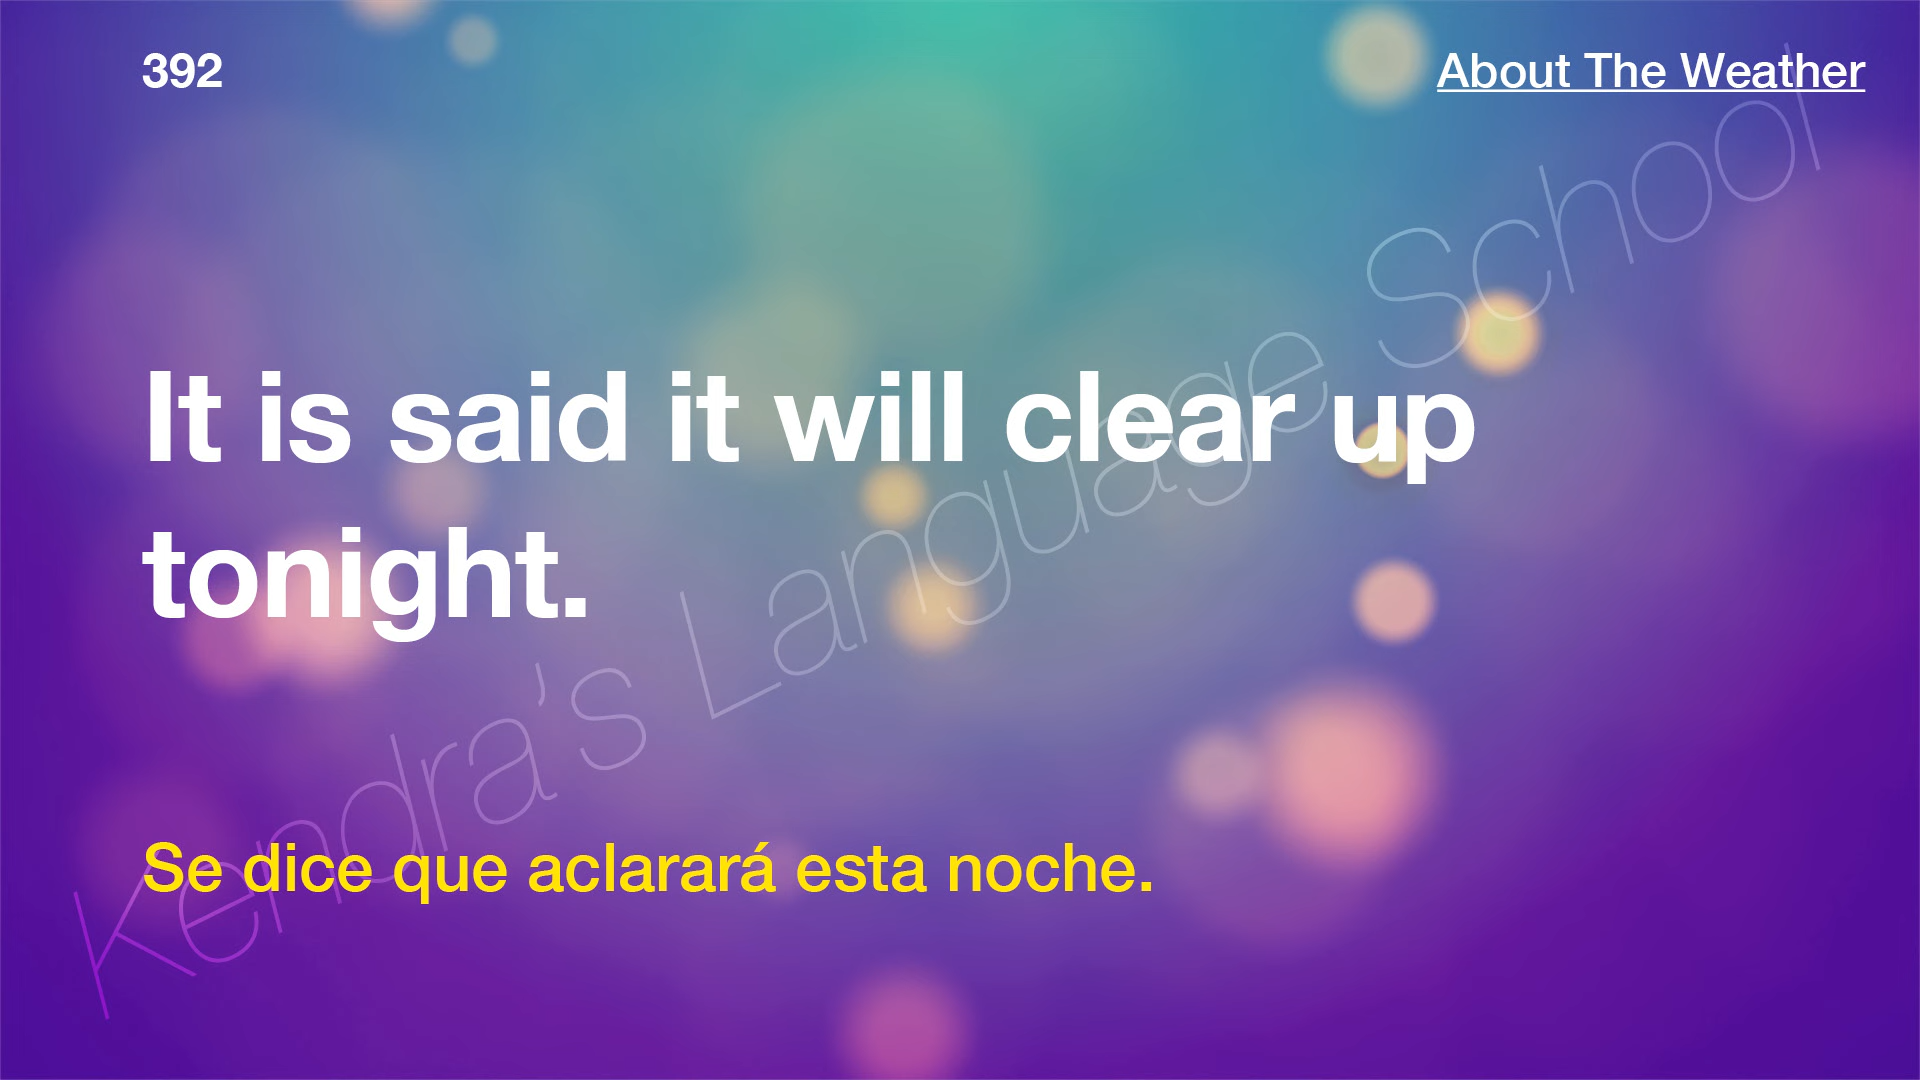 392
About The Weather
It is said it will clear up
tonight.
Se dice que aclarará esta noche.
Kendra's Language School